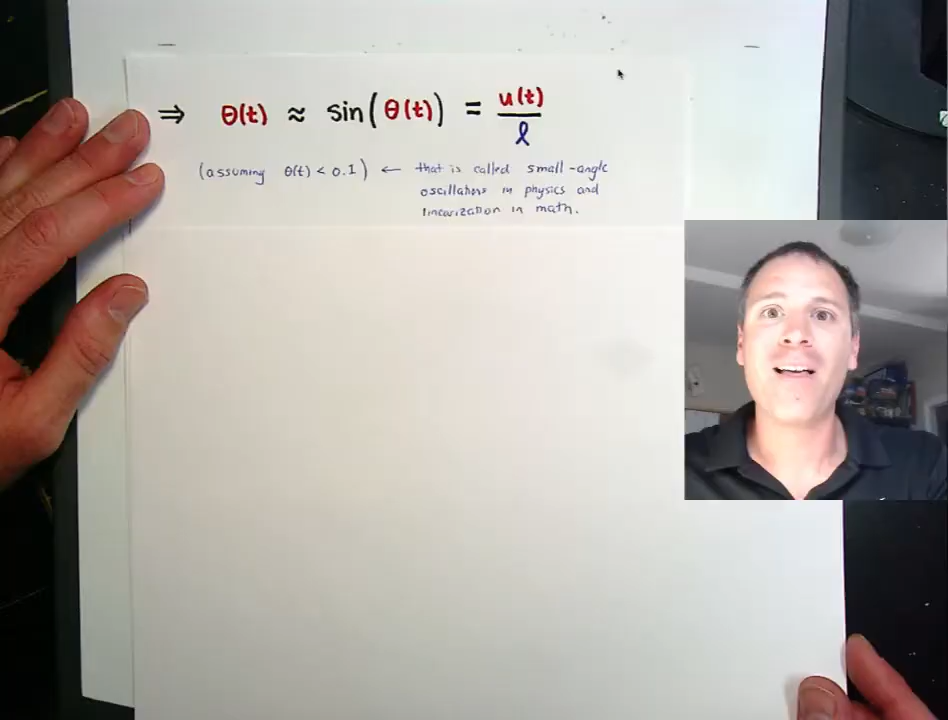 ⇒ θ(t) ≈ sin(θ(t)) = u(t)/ℓ
(assuming θ(t) < 0.1) ← that is called small-angle
oscillations in physics and
linearization in math.